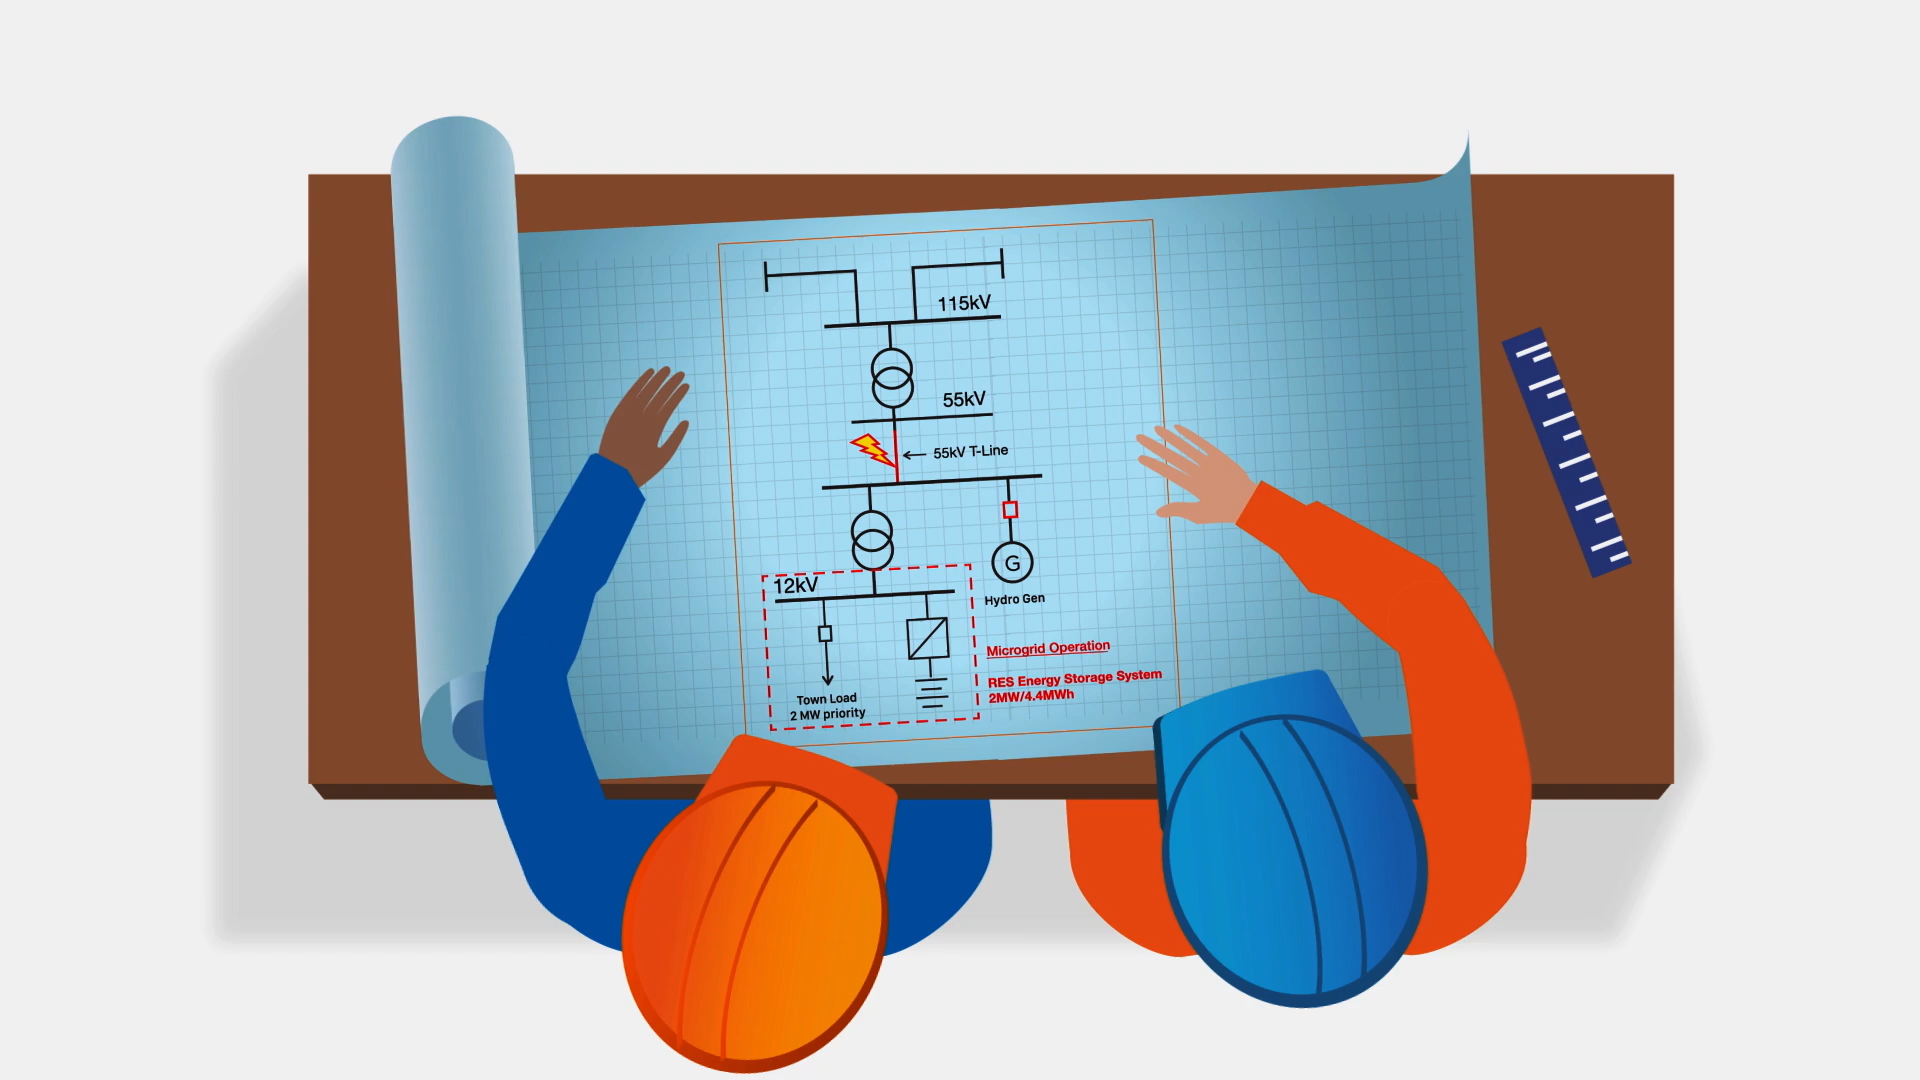 115kV
55kV
55kV T-Line
G
12kV
Hydro Gen
Microgrid Operation
RES Energy Storage System
2MW/4.4MWh
Town Load
2 MW priority